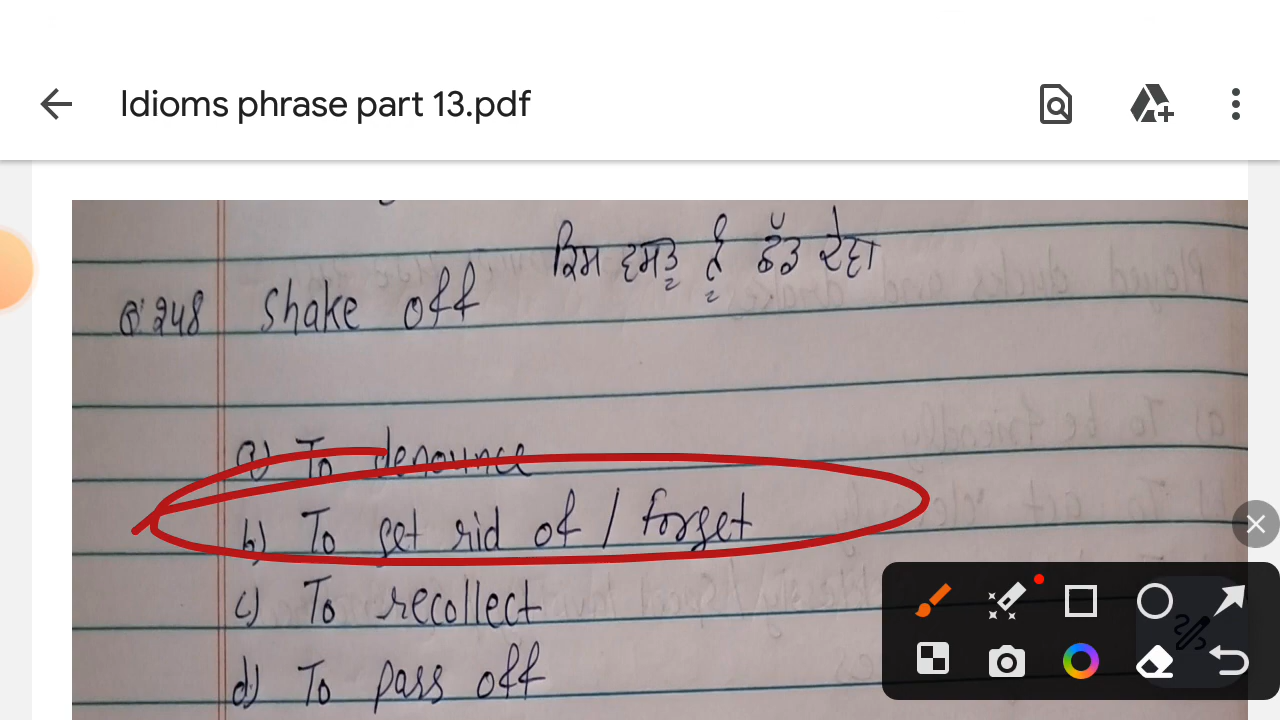 Idioms phrase part 13.pdf
ਕਿਸ ਵਸਤੂ ਨੂੰ ਛੱਡ ਦੇਣਾ
Q.248 Shake off
a) To denounce
b) To get rid of / forget
c) To recollect
d) To pass off